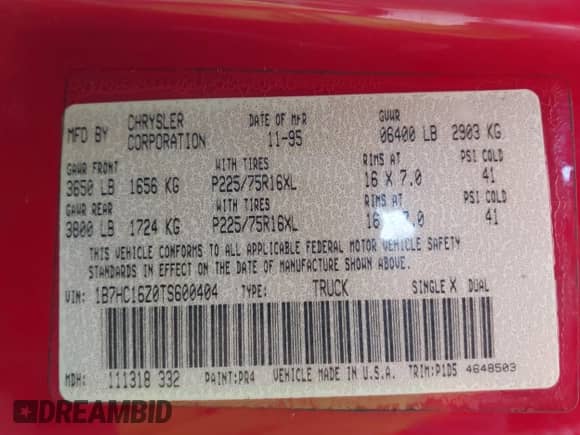 MFD BY CHRYSLER CORPORATION DATE OF MFR 11-95 GVWR 06400 LB 2903 KG
GAWR FRONT WITH TIRES RIMS AT PSI COLD
3650 LB 1656 KG P225/75R16XL 16 X 7.0 41
GAWR REAR WITH TIRES RIMS AT PSI COLD
3800 LB 1724 KG P225/75R16XL 16 7.0 41
THIS VEHICLE CONFORMS TO ALL APPLICABLE FEDERAL MOTOR VEHICLE SAFETY
STANDARDS IN EFFECT ON THE DATE OF MANUFACTURE SHOWN ABOVE.
VIN: 1B7HC16Z0TS600404 TYPE: TRUCK SINGLE X DUAL
MDH: 111318 332 PAINT:PR4 VEHICLE MADE IN U.S.A. TRIM:P1D5 4648503
DREAMBID